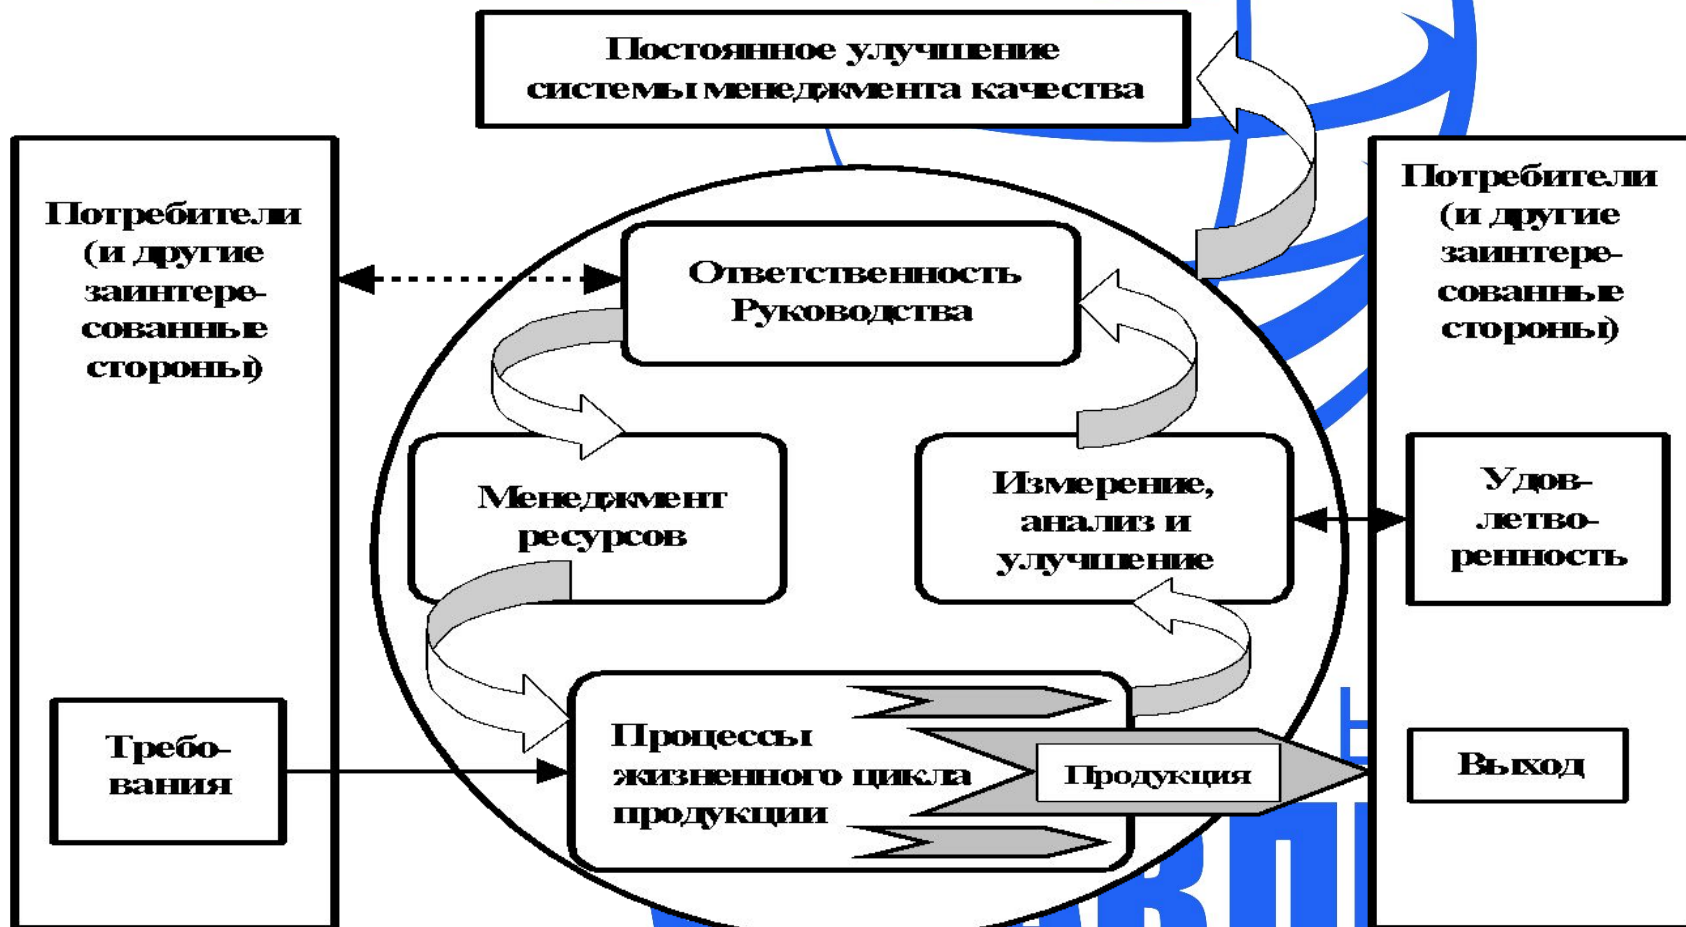 Постоянное улучшение
системы менеджмента качества
Потребители
(и другие
заинтере-
сованные
стороны)
Требо-
вания
Ответственность
Руководства
Менеджмент
ресурсов
Измерение,
анализ и
улучшение
Процессы
жизненного цикла
продукции
Продукция
Потребители
(и другие
заинтере-
сованные
стороны)
Удов-
летво-
ренность
Выход